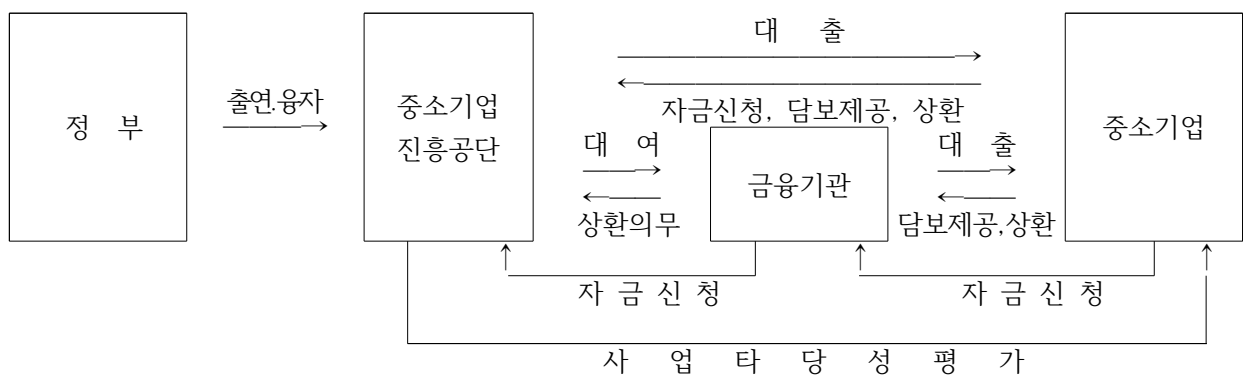 대 출
출연.융자
자금신청, 담보제공, 상환
정 부
중소기업
진흥공단
중소기업
대 여
대 출
금융기관
상환의무
담보제공,상환
자 금 신 청
자 금 신 청
사 업 타 당 성 평 가